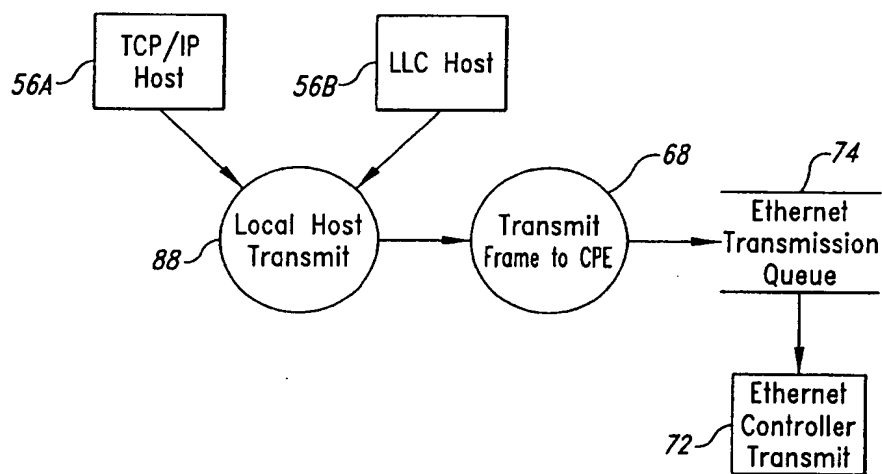 TCP/IP
Host
56A
LLC Host
56B
Local Host
Transmit
88
Transmit
Frame to CPE
68
74
Ethernet
Transmission
Queue
Ethernet
Controller
Transmit
72